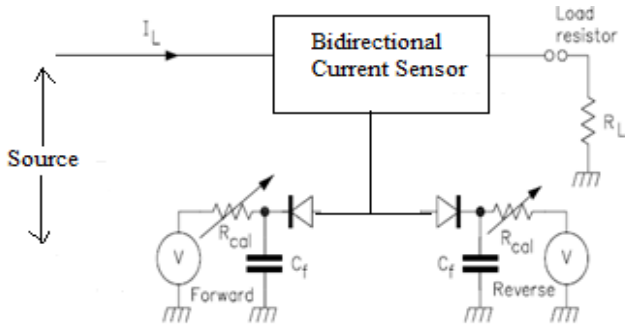 Load
resistor
I_L
Bidirectional
Current Sensor
R_L
Source
R_cal
R_cal
V
C_f
C_f
V
Forward
Reverse